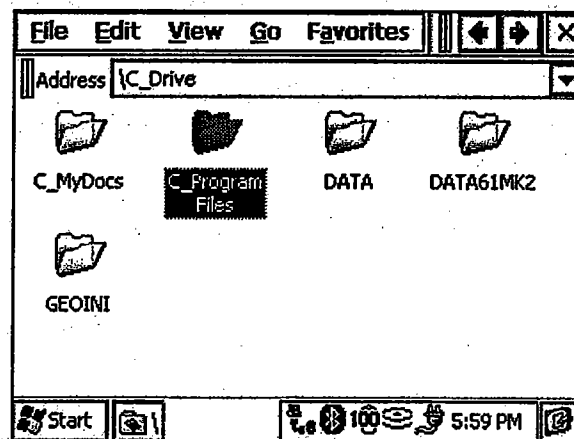 File Edit View Go Favorites
Address \C_Drive
C_MyDocs C_Program Files DATA DATA61MK2
GEOINI
Start \ 100 5:59 PM